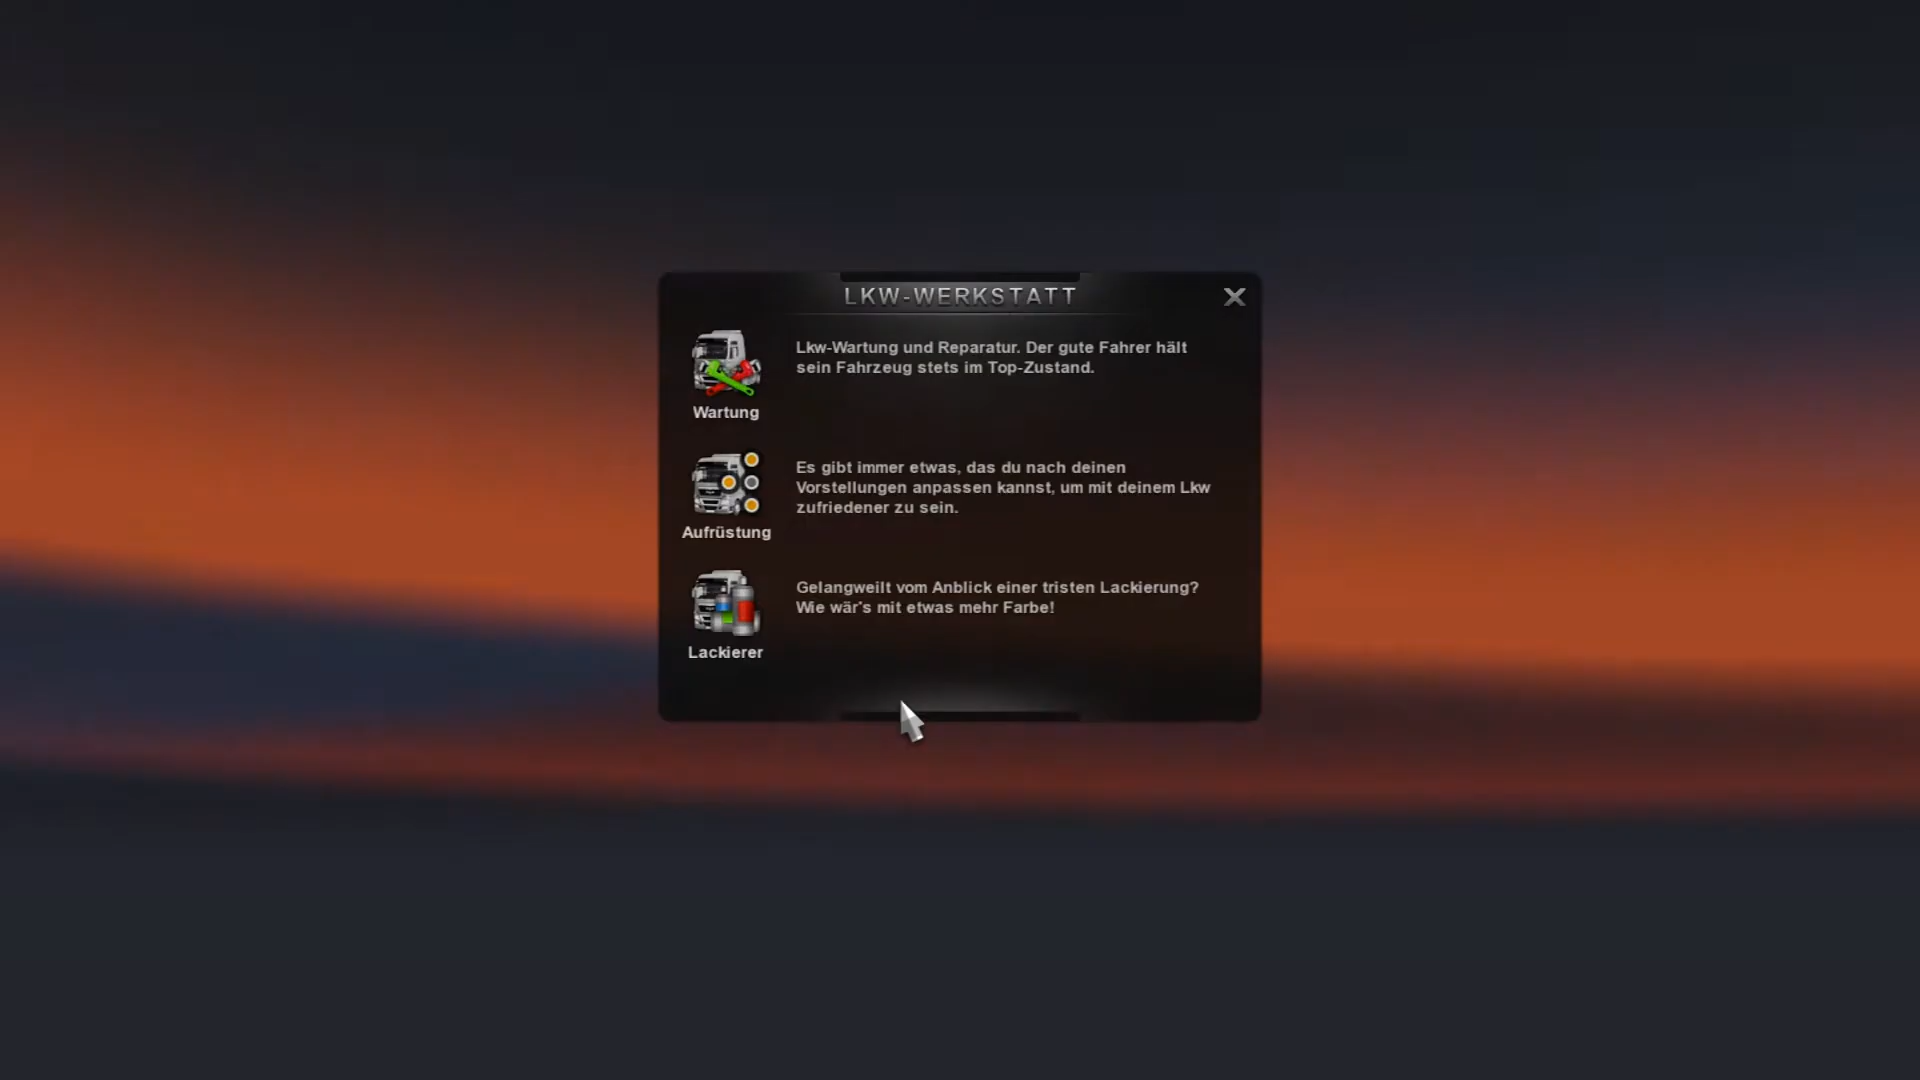 LKW-WERKSTATT
Lkw-Wartung und Reparatur. Der gute Fahrer hält
sein Fahrzeug stets im Top-Zustand.
Wartung
Es gibt immer etwas, das du nach deinen
Vorstellungen anpassen kannst, um mit deinem Lkw
zufriedener zu sein.
Aufrüstung
Gelangweilt vom Anblick einer tristen Lackierung?
Wie wär's mit etwas mehr Farbe!
Lackierer